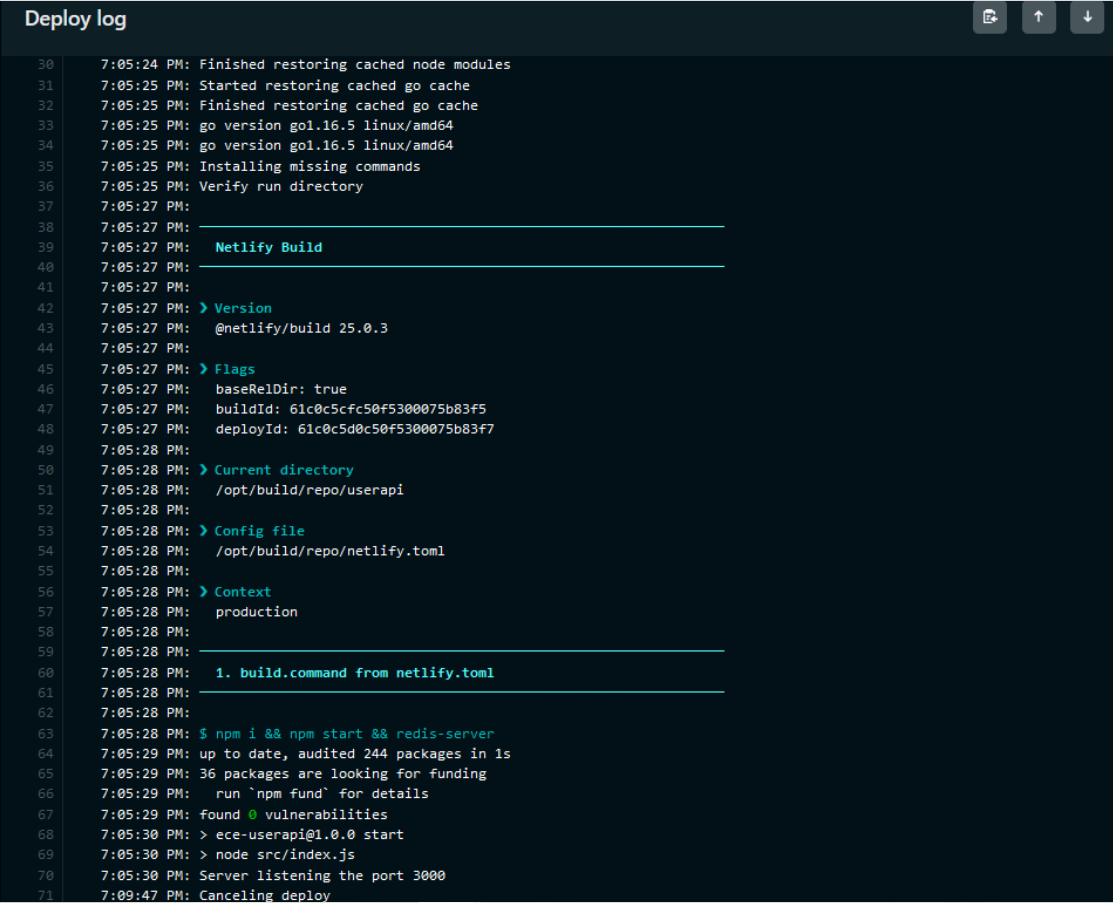 Deploy log
30 7:05:24 PM: Finished restoring cached node modules
31 7:05:25 PM: Started restoring cached go cache
32 7:05:25 PM: Finished restoring cached go cache
33 7:05:25 PM: go version go1.16.5 linux/amd64
34 7:05:25 PM: go version go1.16.5 linux/amd64
35 7:05:25 PM: Installing missing commands
36 7:05:25 PM: Verify run directory
37 7:05:27 PM:
38 7:05:27 PM: ────────────────────────────────────────────────────────────────
39 7:05:27 PM: Netlify Build
40 7:05:27 PM: ────────────────────────────────────────────────────────────────
41 7:05:27 PM:
42 7:05:27 PM: ❯ Version
43 7:05:27 PM: @netlify/build 25.0.3
44 7:05:27 PM:
45 7:05:27 PM: ❯ Flags
46 7:05:27 PM: baseRelDir: true
47 7:05:27 PM: buildId: 61c0c5cfc50f5300075b83f5
48 7:05:27 PM: deployId: 61c0c5d0c50f5300075b83f7
49 7:05:28 PM:
50 7:05:28 PM: ❯ Current directory
51 7:05:28 PM: /opt/build/repo/userapi
52 7:05:28 PM:
53 7:05:28 PM: ❯ Config file
54 7:05:28 PM: /opt/build/repo/netlify.toml
55 7:05:28 PM:
56 7:05:28 PM: ❯ Context
57 7:05:28 PM: production
58 7:05:28 PM:
59 7:05:28 PM: ────────────────────────────────────────────────────────────────
60 7:05:28 PM: 1. build.command from netlify.toml
61 7:05:28 PM: ────────────────────────────────────────────────────────────────
62 7:05:28 PM:
63 7:05:28 PM: $ npm i && npm start && redis-server
64 7:05:29 PM: up to date, audited 244 packages in 1s
65 7:05:29 PM: 36 packages are looking for funding
66 7:05:29 PM: run `npm fund` for details
67 7:05:29 PM: found 0 vulnerabilities
68 7:05:30 PM: > ece-userapi@1.0.0 start
69 7:05:30 PM: > node src/index.js
70 7:05:30 PM: Server listening the port 3000
71 7:09:47 PM: Canceling deploy